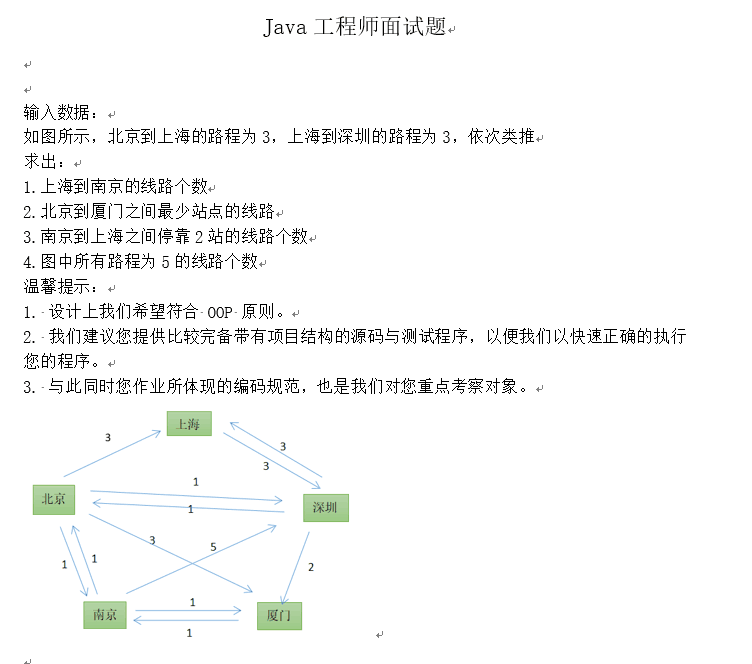 Java 工程师面试题
输入数据：
如图所示，北京到上海的路程为 3，上海到深圳的路程为 3，依次类推
求出：
1.上海到南京的线路个数
2.北京到厦门之间最少站点的线路
3.南京到上海之间停靠 2 站的线路个数
4.图中所有路程为 5 的线路个数
温馨提示：
1. 设计上我们希望符合 OOP 原则。
2. 我们建议您提供比较完备带有项目结构的源码与测试程序，以便我们以快速正确的执行
您的程序。
3. 与此同时您作业所体现的编码规范，也是我们对您重点考察对象。
上海
3
3
3
1
北京
深圳
1
3
5
1
1
2
1
南京
厦门
1